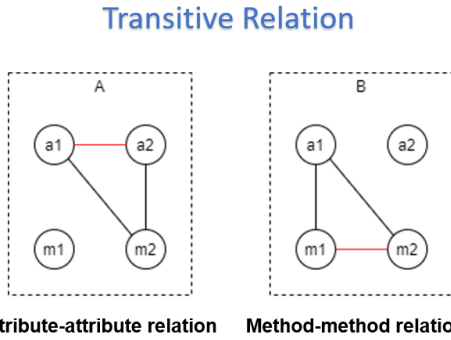 Transitive Relation
A
B
a1
a2
a1
a2
m1
m2
m1
m2
tribute-attribute relation
Method-method relatio